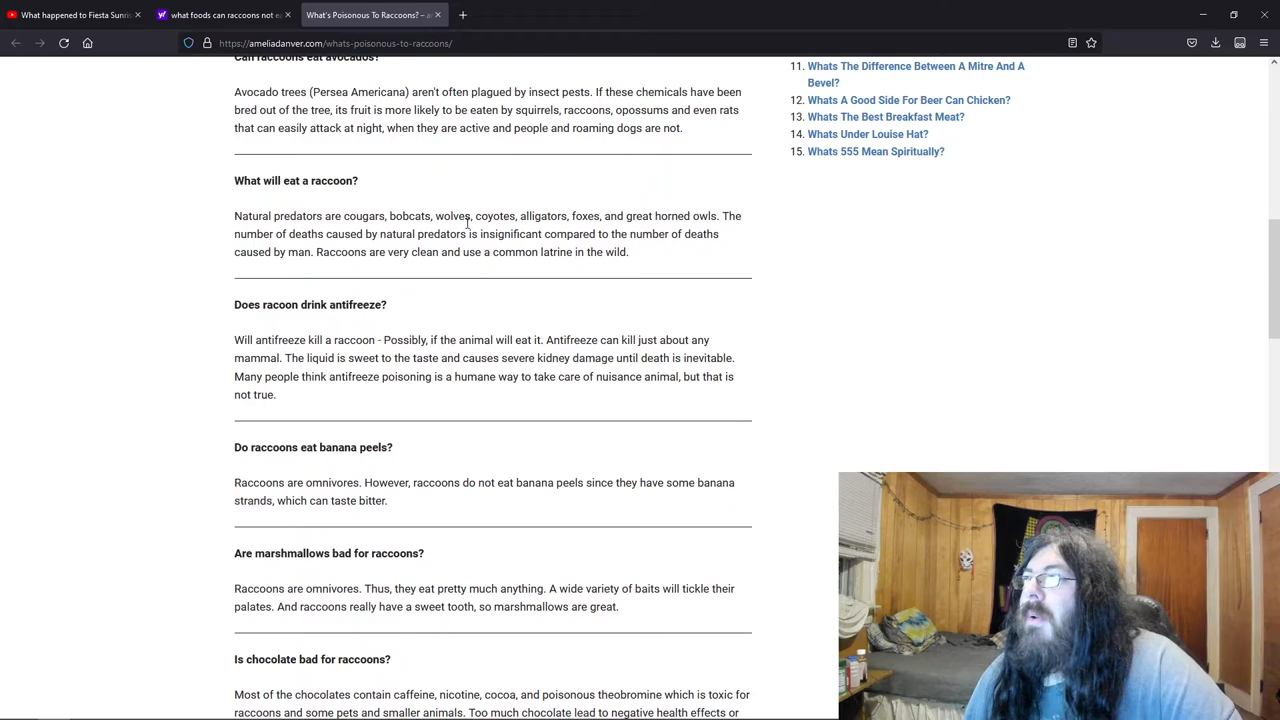 What happened to Fiesta Sunris
what foods can raccoons not ea
What's Poisonous To Raccoons? – a
https://ameliadanver.com/whats-poisonous-to-raccoons/
Can raccoons eat avocados?
Avocado trees (Persea Americana) aren't often plagued by insect pests. If these chemicals have been
bred out of the tree, its fruit is more likely to be eaten by squirrels, raccoons, opossums and even rats
that can easily attack at night, when they are active and people and roaming dogs are not.
What will eat a raccoon?
Natural predators are cougars, bobcats, wolves, coyotes, alligators, foxes, and great horned owls. The
number of deaths caused by natural predators is insignificant compared to the number of deaths
caused by man. Raccoons are very clean and use a common latrine in the wild.
Does racoon drink antifreeze?
Will antifreeze kill a raccoon - Possibly, if the animal will eat it. Antifreeze can kill just about any
mammal. The liquid is sweet to the taste and causes severe kidney damage until death is inevitable.
Many people think antifreeze poisoning is a humane way to take care of nuisance animal, but that is
not true.
Do raccoons eat banana peels?
Raccoons are omnivores. However, raccoons do not eat banana peels since they have some banana
strands, which can taste bitter.
Are marshmallows bad for raccoons?
Raccoons are omnivores. Thus, they eat pretty much anything. A wide variety of baits will tickle their
palates. And raccoons really have a sweet tooth, so marshmallows are great.
Is chocolate bad for raccoons?
Most of the chocolates contain caffeine, nicotine, cocoa, and poisonous theobromine which is toxic for
raccoons and some pets and smaller animals. Too much chocolate lead to negative health effects or
11. Whats The Difference Between A Mitre And A
Bevel?
12. Whats A Good Side For Beer Can Chicken?
13. Whats The Best Breakfast Meat?
14. Whats Under Louise Hat?
15. Whats 555 Mean Spiritually?